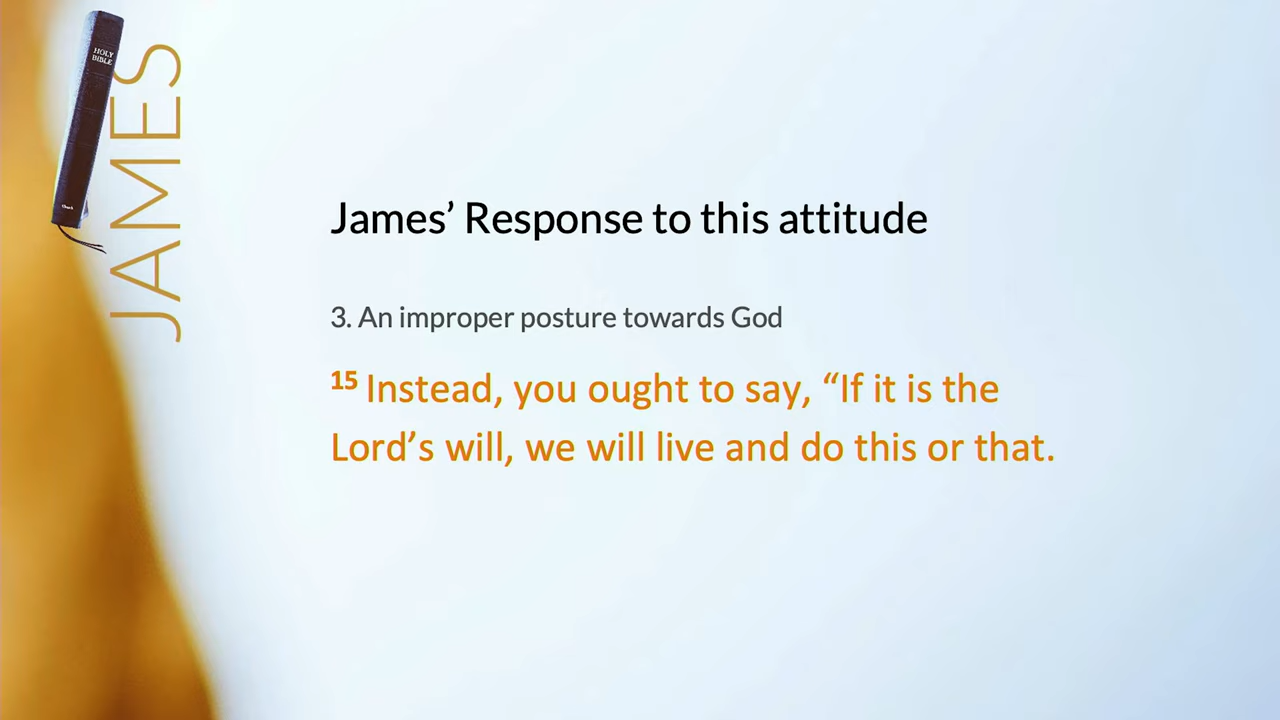 HOLY
BIBLE
JAMES
James’ Response to this attitude
3. An improper posture towards God
15 Instead, you ought to say, “If it is the
Lord’s will, we will live and do this or that.